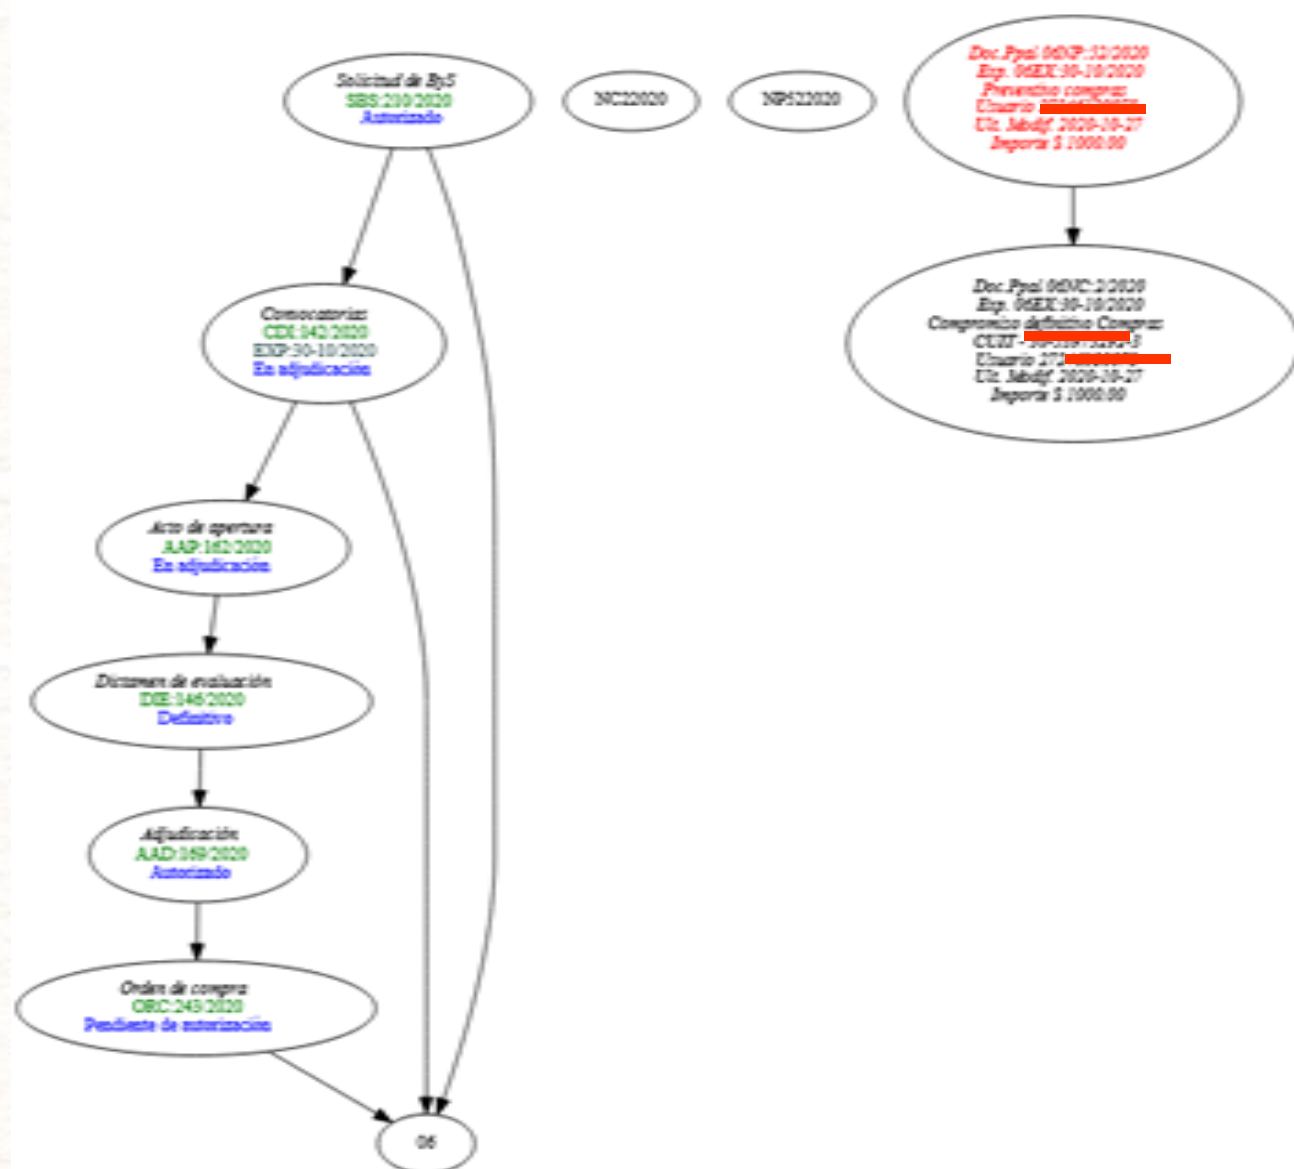 Solicitud de ByS
SBS:210/2020
Autorizado
NC22020
NP522020
Doc.Ppal.06NP:52/2020
Exp. 06EX:30-10/2020
Preventivo compras
Usuario
Ult. Modif. 2020-10-27
Importe $ 1000.00
Doc.Ppal.06NC:2/2020
Exp. 06EX:30-10/2020
Compromiso definitivo Compras
CUIT -
Usuario
Ult. Modif. 2020-10-27
Importe $ 1000.00
Convocatorias
CDI:142/2020
EXP:30-10/2020
En adjudicación
Acto de apertura
AAP:162/2020
En adjudicación
Dictamen de evaluación
DIE:146/2020
Definitivo
Adjudicación
AAD:169/2020
Autorizado
Orden de compra
ORC:243/2020
Pendiente de autorización
06